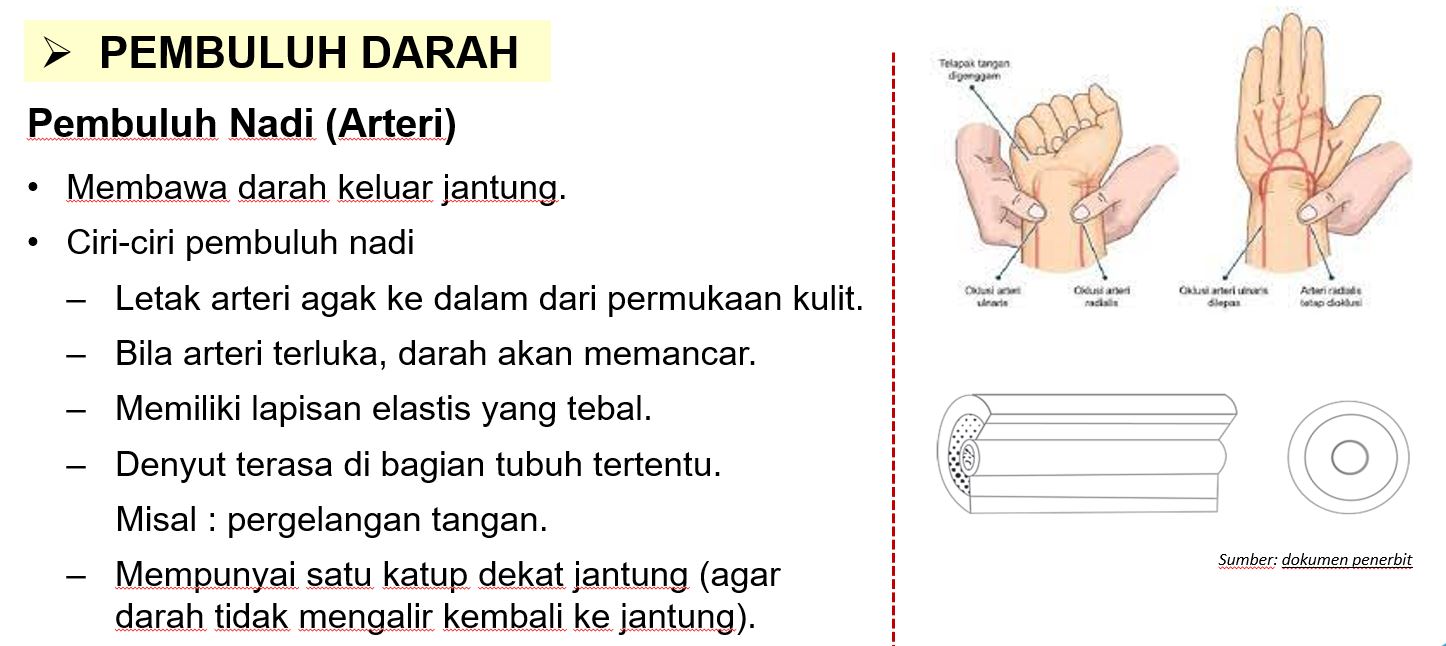 ➢ PEMBULUH DARAH
Pembuluh Nadi (Arteri)
• Membawa darah keluar jantung.
• Ciri-ciri pembuluh nadi
– Letak arteri agak ke dalam dari permukaan kulit.
– Bila arteri terluka, darah akan memancar.
– Memiliki lapisan elastis yang tebal.
– Denyut terasa di bagian tubuh tertentu.
Misal : pergelangan tangan.
– Mempunyai satu katup dekat jantung (agar
darah tidak mengalir kembali ke jantung).
Telapak tangan
digenggam
Oklusi arteri
ulnaris
Oklusi arteri
radialis
Oklusi arteri ulnaris
dilepas
Arteri radialis
tetap dioklusi
Sumber: dokumen penerbit